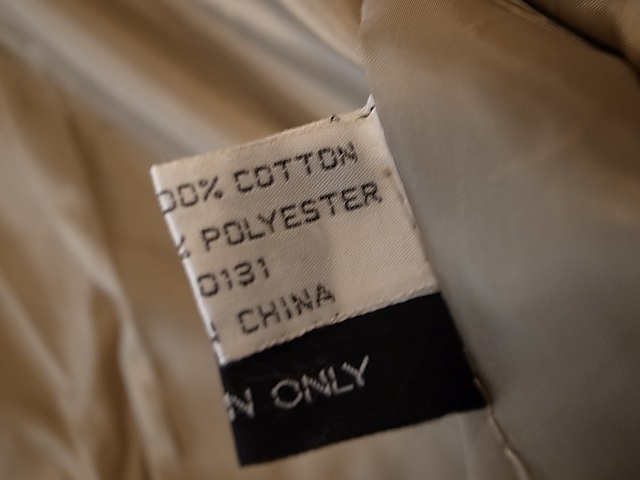 00% COTTON
% POLYESTER
0131
CHINA
N ONLY